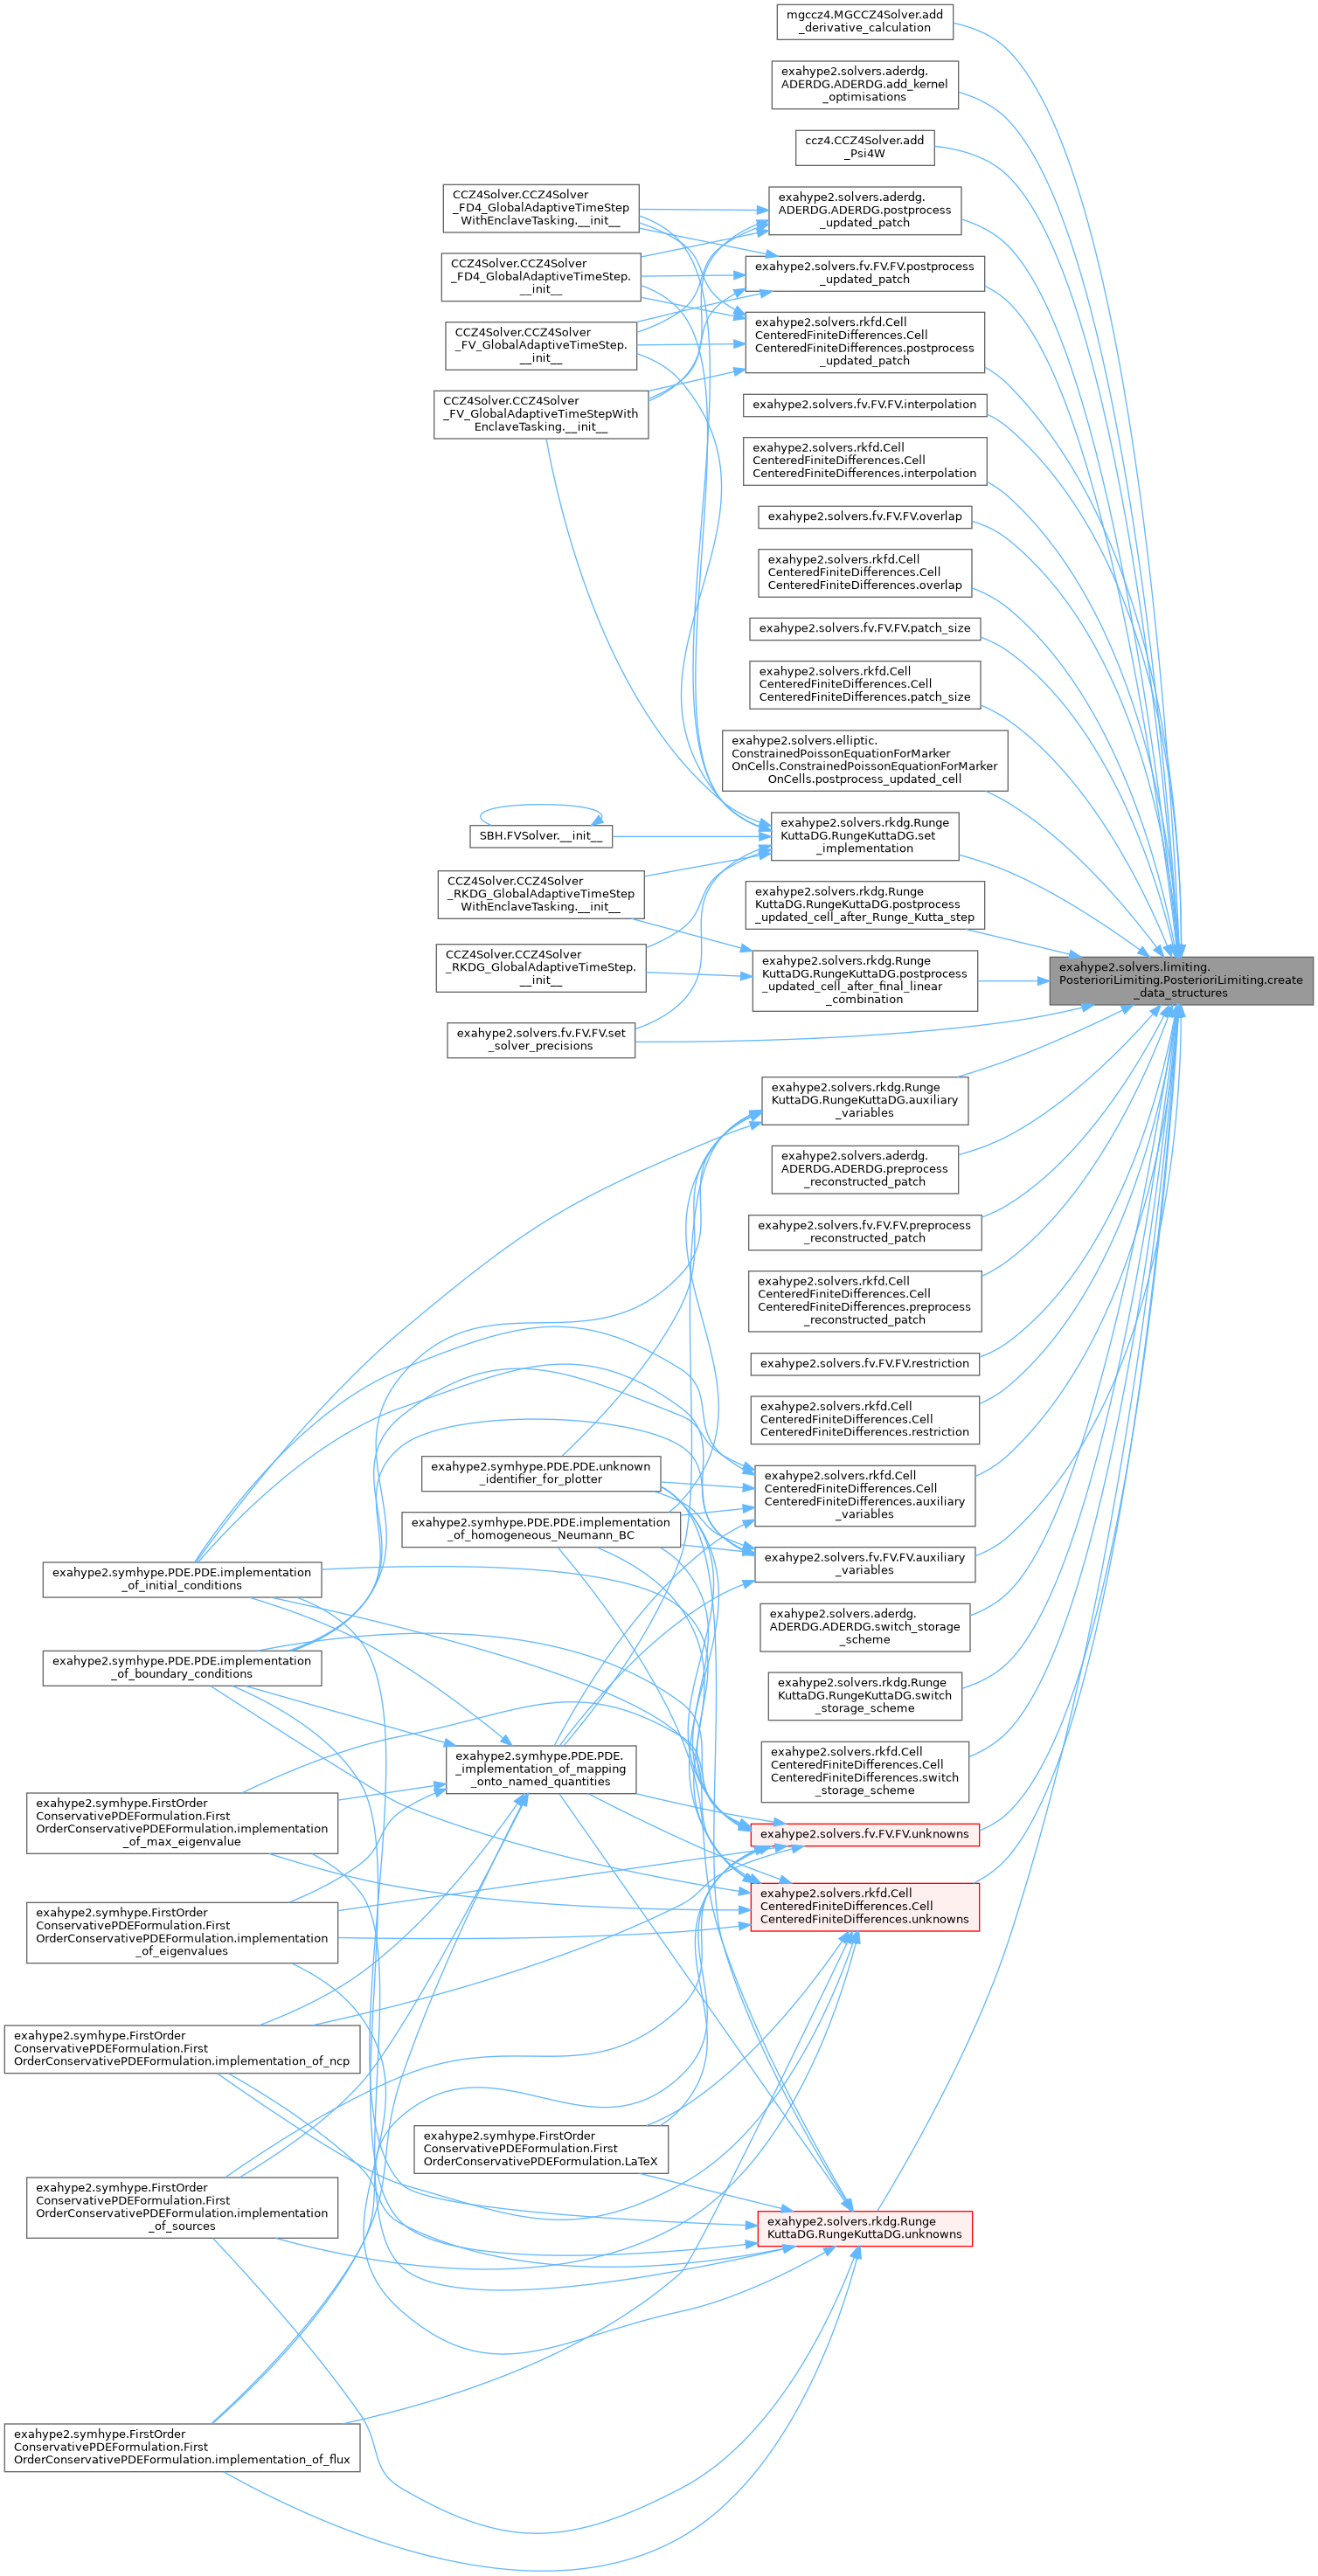 mgccz4.MGCCZ4Solver.add
_derivative_calculation
exahype2.solvers.aderdg.
ADERDG.ADERDG.add_kernel
_optimisations
ccz4.CCZ4Solver.add
_Psi4W
exahype2.solvers.aderdg.
ADERDG.ADERDG.postprocess
_updated_patch
CCZ4Solver.CCZ4Solver
_FD4_GlobalAdaptiveTimeStep
WithEnclaveTasking.__init__
CCZ4Solver.CCZ4Solver
_FD4_GlobalAdaptiveTimeStep.
__init__
exahype2.solvers.fv.FV.FV.postprocess
_updated_patch
CCZ4Solver.CCZ4Solver
_FV_GlobalAdaptiveTimeStep.
__init__
exahype2.solvers.rkfd.Cell
CenteredFiniteDifferences.Cell
CenteredFiniteDifferences.postprocess
_updated_patch
CCZ4Solver.CCZ4Solver
_FV_GlobalAdaptiveTimeStepWith
EnclaveTasking.__init__
exahype2.solvers.fv.FV.FV.interpolation
exahype2.solvers.rkfd.Cell
CenteredFiniteDifferences.Cell
CenteredFiniteDifferences.interpolation
exahype2.solvers.fv.FV.FV.overlap
exahype2.solvers.rkfd.Cell
CenteredFiniteDifferences.Cell
CenteredFiniteDifferences.overlap
exahype2.solvers.fv.FV.FV.patch_size
exahype2.solvers.rkfd.Cell
CenteredFiniteDifferences.Cell
CenteredFiniteDifferences.patch_size
exahype2.solvers.elliptic.
ConstrainedPoissonEquationForMarker
OnCells.ConstrainedPoissonEquationForMarker
OnCells.postprocess_updated_cell
SBH.FVSolver.__init__
exahype2.solvers.rkdg.Runge
KuttaDG.RungeKuttaDG.set
_implementation
CCZ4Solver.CCZ4Solver
_RKDG_GlobalAdaptiveTimeStep
WithEnclaveTasking.__init__
exahype2.solvers.rkdg.Runge
KuttaDG.RungeKuttaDG.postprocess
_updated_cell_after_Runge_Kutta_step
CCZ4Solver.CCZ4Solver
_RKDG_GlobalAdaptiveTimeStep.
__init__
exahype2.solvers.rkdg.Runge
KuttaDG.RungeKuttaDG.postprocess
_updated_cell_after_final_linear
_combination
exahype2.solvers.limiting.
PosterioriLimiting.PosterioriLimiting.create
_data_structures
exahype2.solvers.fv.FV.FV.set
_solver_precisions
exahype2.solvers.rkdg.Runge
KuttaDG.RungeKuttaDG.auxiliary
_variables
exahype2.solvers.aderdg.
ADERDG.ADERDG.preprocess
_reconstructed_patch
exahype2.solvers.fv.FV.FV.preprocess
_reconstructed_patch
exahype2.solvers.rkfd.Cell
CenteredFiniteDifferences.Cell
CenteredFiniteDifferences.preprocess
_reconstructed_patch
exahype2.solvers.fv.FV.FV.restriction
exahype2.solvers.rkfd.Cell
CenteredFiniteDifferences.Cell
CenteredFiniteDifferences.restriction
exahype2.symhype.PDE.PDE.unknown
_identifier_for_plotter
exahype2.solvers.rkfd.Cell
CenteredFiniteDifferences.Cell
CenteredFiniteDifferences.auxiliary
_variables
exahype2.symhype.PDE.PDE.implementation
_of_homogeneous_Neumann_BC
exahype2.solvers.fv.FV.FV.auxiliary
_variables
exahype2.symhype.PDE.PDE.implementation
_of_initial_conditions
exahype2.solvers.aderdg.
ADERDG.ADERDG.switch_storage
_scheme
exahype2.symhype.PDE.PDE.implementation
_of_boundary_conditions
exahype2.solvers.rkdg.Runge
KuttaDG.RungeKuttaDG.switch
_storage_scheme
exahype2.symhype.PDE.PDE.
_implementation_of_mapping
_onto_named_quantities
exahype2.solvers.rkfd.Cell
CenteredFiniteDifferences.Cell
CenteredFiniteDifferences.switch
_storage_scheme
exahype2.symhype.FirstOrder
ConservativePDEFormulation.First
OrderConservativePDEFormulation.implementation
_of_max_eigenvalue
exahype2.solvers.fv.FV.FV.unknowns
exahype2.solvers.rkfd.Cell
CenteredFiniteDifferences.Cell
CenteredFiniteDifferences.unknowns
exahype2.symhype.FirstOrder
ConservativePDEFormulation.First
OrderConservativePDEFormulation.implementation
_of_eigenvalues
exahype2.symhype.FirstOrder
ConservativePDEFormulation.First
OrderConservativePDEFormulation.implementation_of_ncp
exahype2.symhype.FirstOrder
ConservativePDEFormulation.First
OrderConservativePDEFormulation.LaTeX
exahype2.symhype.FirstOrder
ConservativePDEFormulation.First
OrderConservativePDEFormulation.implementation
_of_sources
exahype2.solvers.rkdg.Runge
KuttaDG.RungeKuttaDG.unknowns
exahype2.symhype.FirstOrder
ConservativePDEFormulation.First
OrderConservativePDEFormulation.implementation_of_flux